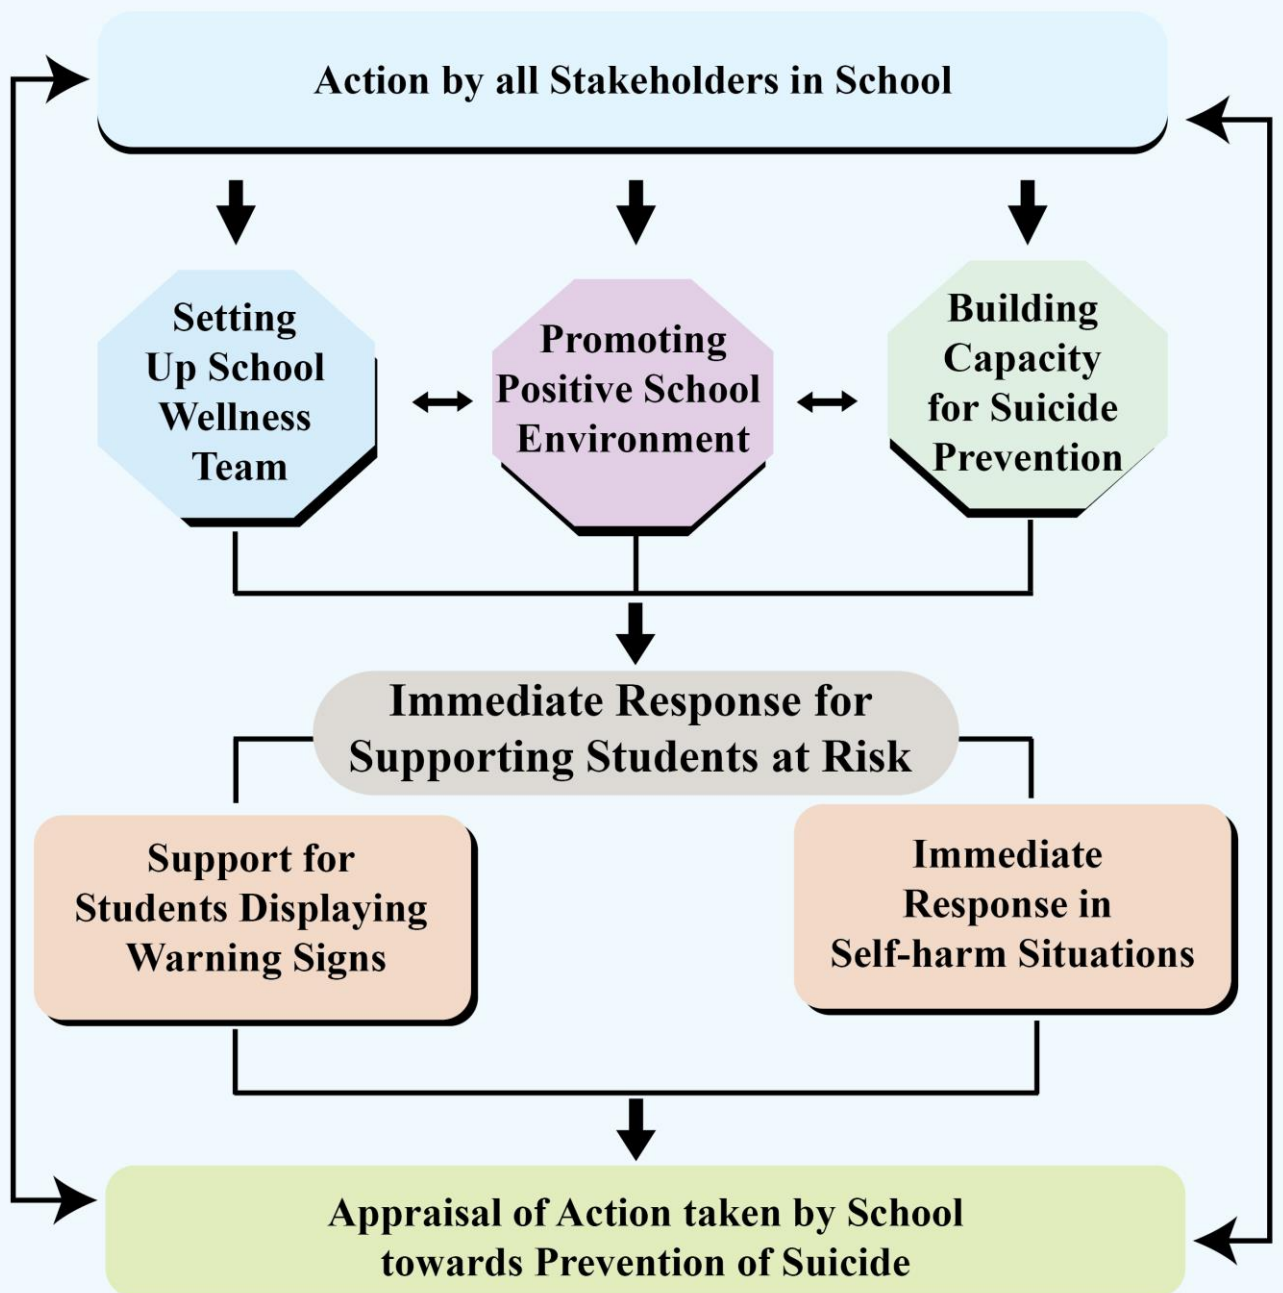 Action by all Stakeholders in School
Setting
Up School
Wellness
Team
Promoting
Positive School
Environment
Building
Capacity
for Suicide
Prevention
Immediate Response for
Supporting Students at Risk
Support for
Students Displaying
Warning Signs
Immediate
Response in
Self-harm Situations
Appraisal of Action taken by School
towards Prevention of Suicide